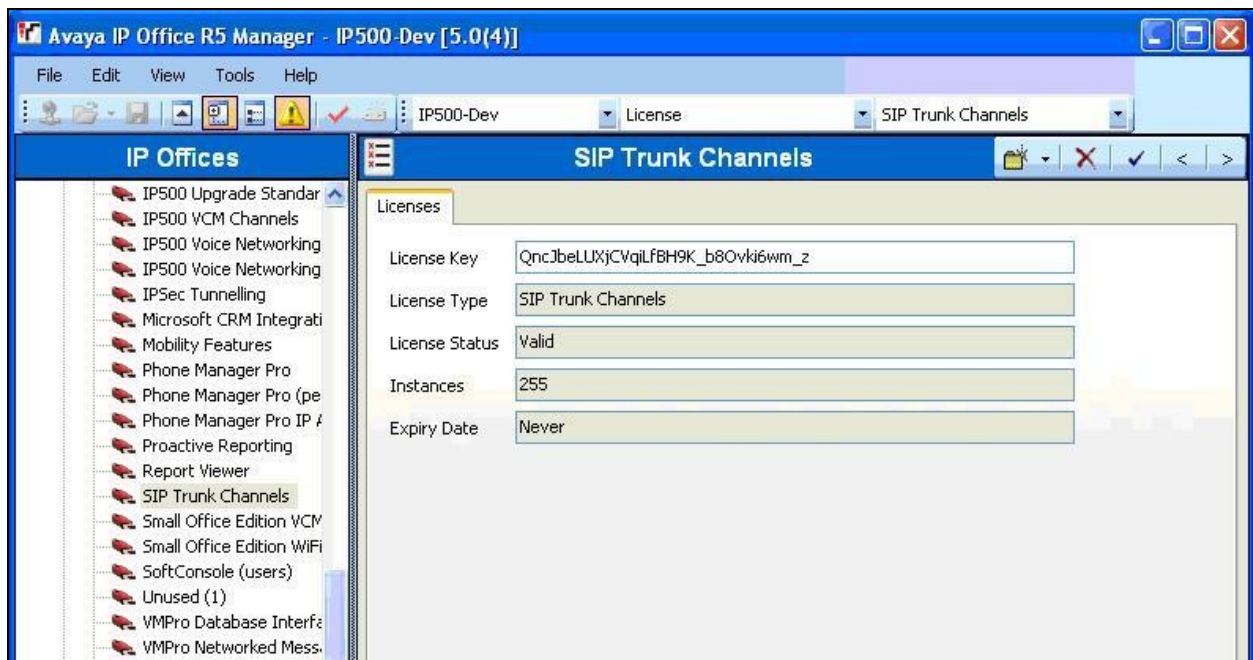 Avaya IP Office R5 Manager - IP500-Dev [5.0(4)]
File Edit View Tools Help
IP500-Dev License SIP Trunk Channels
IP Offices
IP500 Upgrade Standar
IP500 VCM Channels
IP500 Voice Networking
IP500 Voice Networking
IPSec Tunnelling
Microsoft CRM Integrati
Mobility Features
Phone Manager Pro
Phone Manager Pro (pe
Phone Manager Pro IP A
Proactive Reporting
Report Viewer
SIP Trunk Channels
Small Office Edition VCM
Small Office Edition WiFi
SoftConsole (users)
Unused (1)
VMPro Database Interfa
VMPro Networked Mess.
SIP Trunk Channels
Licenses
License Key QncJbeLUXjCVqiLfBH9K_b8Ovki6wm_z
License Type SIP Trunk Channels
License Status Valid
Instances 255
Expiry Date Never